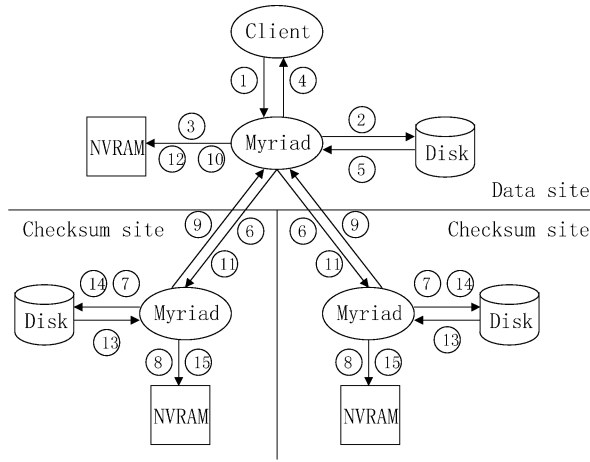 Client
① ④
③ ②
NVRAM Myriad Disk
⑫ ⑩ ⑤
Data site
Checksum site ⑨ ⑥ ⑥ ⑨ Checksum site
⑪ ⑪
⑭ ⑦ ⑦ ⑭
Disk Myriad Myriad Disk
⑬ ⑬
⑧ ⑮ ⑧ ⑮
NVRAM NVRAM